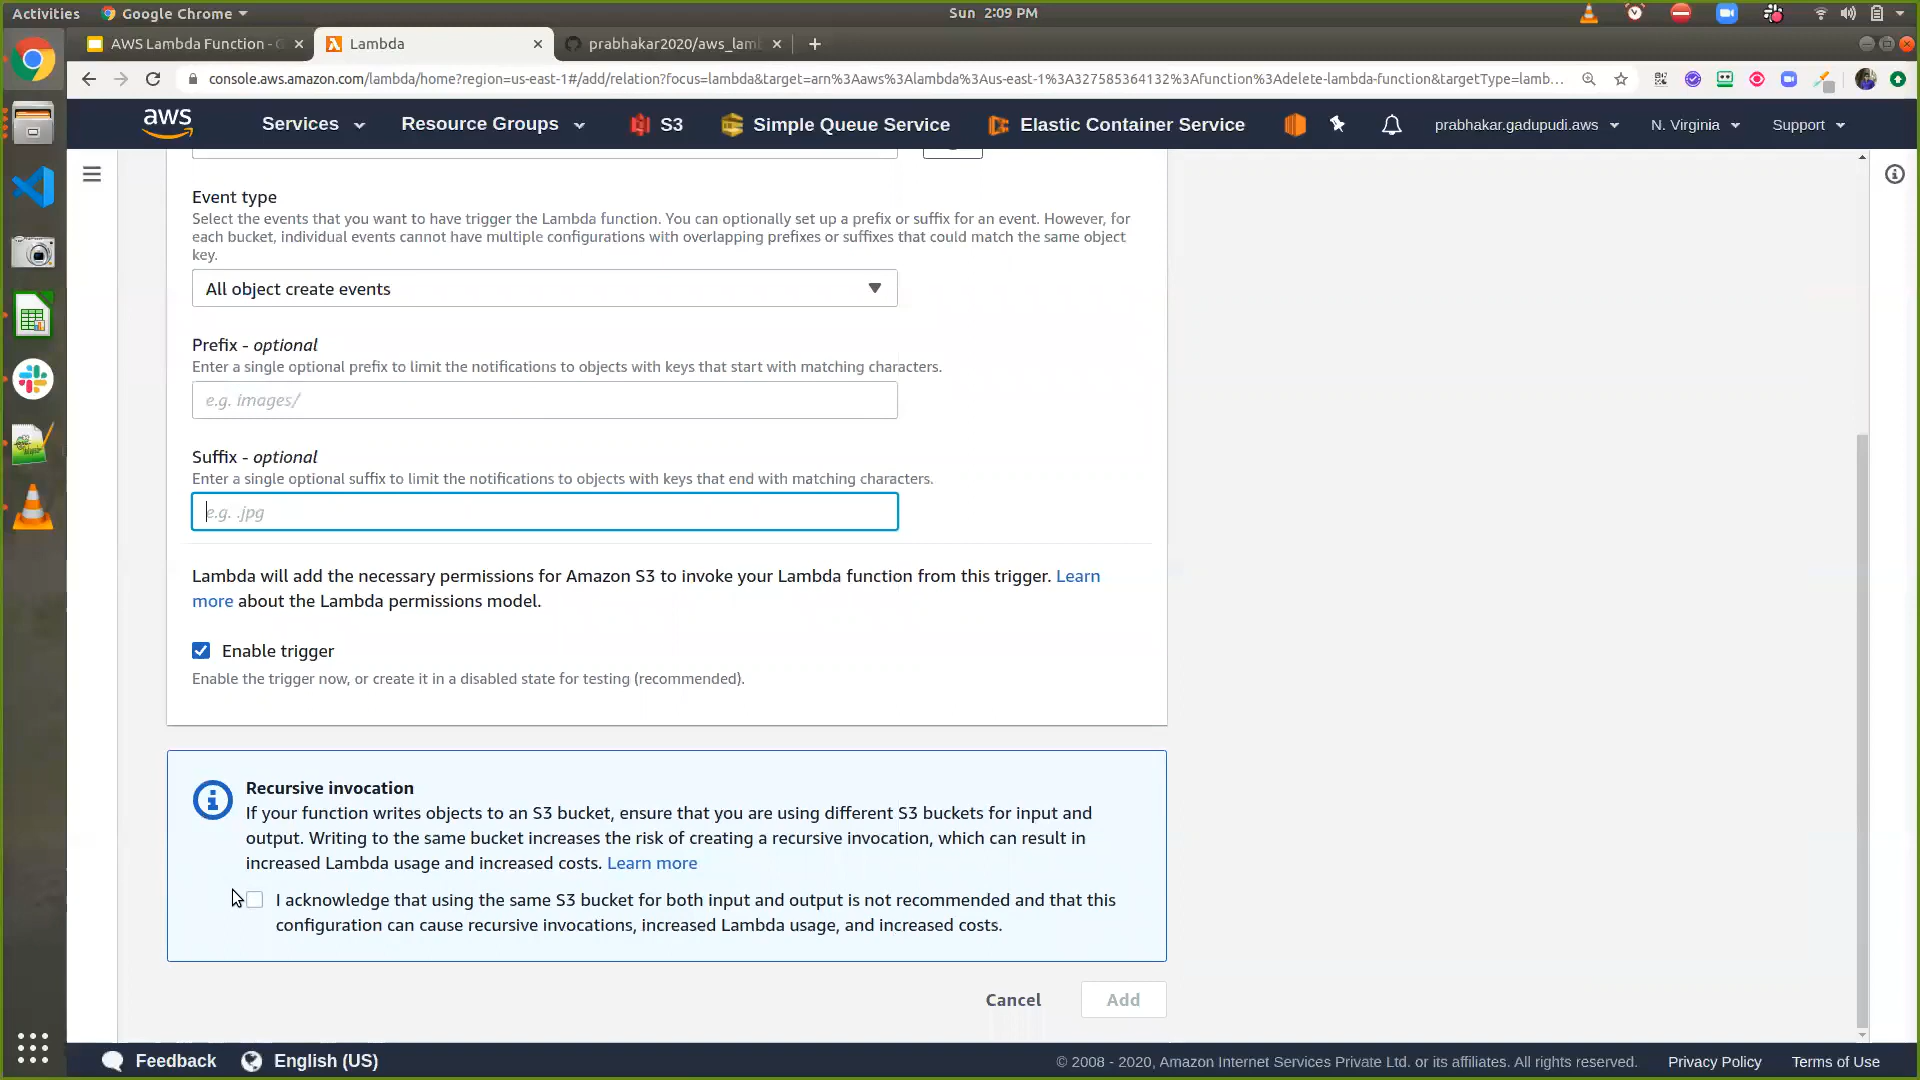 Activities
Google Chrome
Sun 2:09 PM
AWS Lambda Function - G
Lambda
prabhakar2020/aws_lam
console.aws.amazon.com/lambda/home?region=us-east-1#/add/relation?focus=lambda&target=arn%3Aaws%3Alambda%3Aus-east-1%3A327585364132%3Afunction%3Adelete-lambda-function&targetType=lamb...
aws
Services
Resource Groups
S3
Simple Queue Service
Elastic Container Service
prabhakar.gadupudi.aws
N. Virginia
Support
Event type
Select the events that you want to have trigger the Lambda function. You can optionally set up a prefix or suffix for an event. However, for
each bucket, individual events cannot have multiple configurations with overlapping prefixes or suffixes that could match the same object
key.
All object create events
Prefix - optional
Enter a single optional prefix to limit the notifications to objects with keys that start with matching characters.
e.g. images/
Suffix - optional
Enter a single optional suffix to limit the notifications to objects with keys that end with matching characters.
e.g. .jpg
Lambda will add the necessary permissions for Amazon S3 to invoke your Lambda function from this trigger. Learn
more about the Lambda permissions model.
Enable trigger
Enable the trigger now, or create it in a disabled state for testing (recommended).
Recursive invocation
If your function writes objects to an S3 bucket, ensure that you are using different S3 buckets for input and
output. Writing to the same bucket increases the risk of creating a recursive invocation, which can result in
increased Lambda usage and increased costs. Learn more
I acknowledge that using the same S3 bucket for both input and output is not recommended and that this
configuration can cause recursive invocations, increased Lambda usage, and increased costs.
Cancel
Add
Feedback
English (US)
© 2008 - 2020, Amazon Internet Services Private Ltd. or its affiliates. All rights reserved.
Privacy Policy
Terms of Use